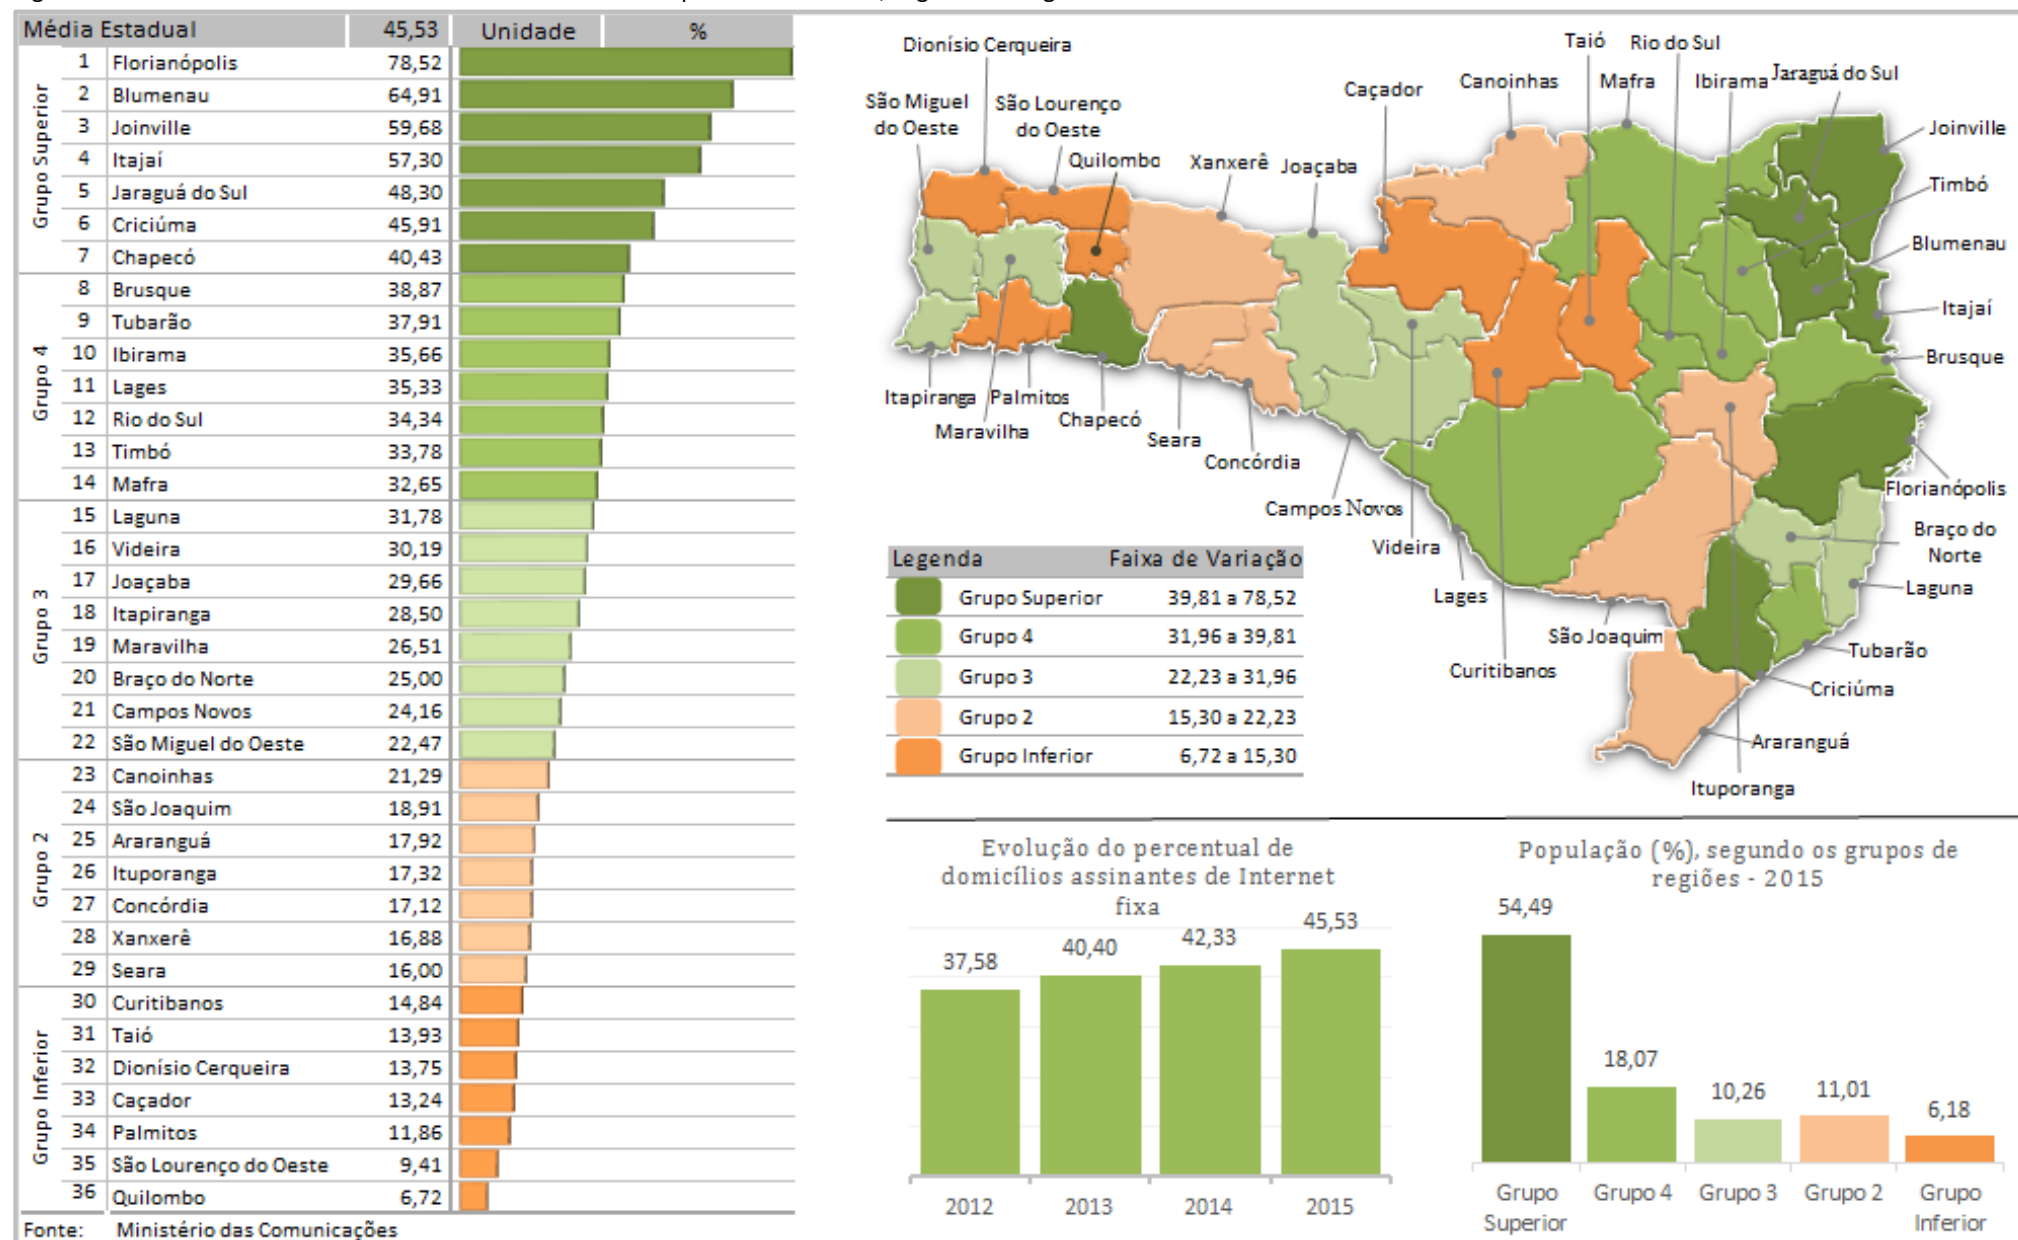 Média Estadual 45,53 Unidade %
Grupo Superior
1 Florianópolis 78,52
2 Blumenau 64,91
3 Joinville 59,68
4 Itajaí 57,30
5 Jaraguá do Sul 48,30
6 Criciúma 45,91
7 Chapecó 40,43
Grupo 4
8 Brusque 38,87
9 Tubarão 37,91
10 Ibirama 35,66
11 Lages 35,33
12 Rio do Sul 34,34
13 Timbó 33,78
14 Mafra 32,65
Grupo 3
15 Laguna 31,78
16 Videira 30,19
17 Joaçaba 29,66
18 Itapiranga 28,50
19 Maravilha 26,51
20 Braço do Norte 25,00
21 Campos Novos 24,16
22 São Miguel do Oeste 22,47
Grupo 2
23 Canoinhas 21,29
24 São Joaquim 18,91
25 Araranguá 17,92
26 Ituporanga 17,32
27 Concórdia 17,12
28 Xanxerê 16,88
29 Seara 16,00
Grupo Inferior
30 Curitibanos 14,84
31 Taió 13,93
32 Dionísio Cerqueira 13,75
33 Caçador 13,24
34 Palmitos 11,86
35 São Lourenço do Oeste 9,41
36 Quilombo 6,72
Fonte: Ministério das Comunicações
Dionísio Cerqueira
São Miguel
do Oeste
São Lourenço
do Oeste
Quilombo
Xanxerê
Joaçaba
Caçador
Canoinhas
Taió
Mafra
Rio do Sul
Ibirama
Jaraguá do Sul
Joinville
Timbó
Blumenau
Itajaí
Brusque
Florianópolis
Braço do
Norte
Laguna
Tubarão
Criciúma
Araranguá
Ituporanga
São Joaquim
Curitibanos
Lages
Videira
Campos Novos
Concórdia
Seara
Chapecó
Palmitos
Maravilha
Itapiranga
Legenda Faixa de Variação
Grupo Superior 39,81 a 78,52
Grupo 4 31,96 a 39,81
Grupo 3 22,23 a 31,96
Grupo 2 15,30 a 22,23
Grupo Inferior 6,72 a 15,30
Evolução do percentual de
domicílios assinantes de Internet
fixa
37,58 40,40 42,33 45,53
2012 2013 2014 2015
População (%), segundo os grupos de
regiões - 2015
54,49 18,07 10,26 11,01 6,18
Grupo Superior Grupo 4 Grupo 3 Grupo 2 Grupo Inferior